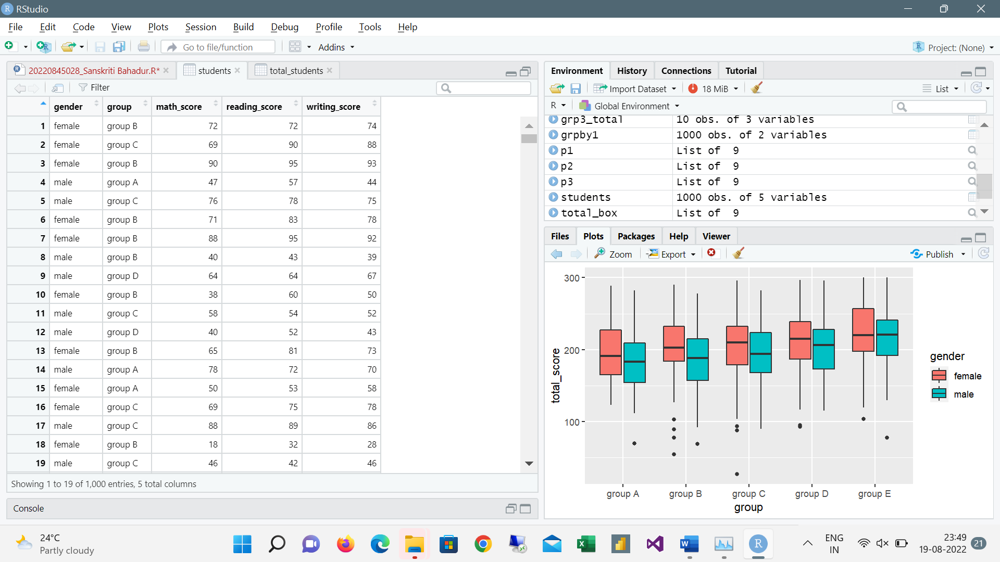 RStudio
File Edit Code View Plots Session Build Debug Profile Tools Help
Go to file/function Addins Project: (None)
20220845028_Sanskriti Bahadur.R* students total_students
Filter
gender group math_score reading_score writing_score
1 female group B 72 72 74
2 female group C 69 90 88
3 female group B 90 95 93
4 male group A 47 57 44
5 male group C 76 78 75
6 female group B 71 83 78
7 female group B 88 95 92
8 male group B 40 43 39
9 male group D 64 64 67
10 female group B 38 60 50
11 male group C 58 54 52
12 male group D 40 52 43
13 female group B 65 81 73
14 male group A 78 72 70
15 female group A 50 53 58
16 female group C 69 75 78
17 male group C 88 89 86
18 female group B 18 32 28
19 male group C 46 42 46
Showing 1 to 19 of 1,000 entries, 5 total columns
Console
Environment History Connections Tutorial
Import Dataset 18 MiB List
R Global Environment
grp3_total 10 obs. of 3 variables
grpby1 1000 obs. of 2 variables
p1 List of 9
p2 List of 9
p3 List of 9
students 1000 obs. of 5 variables
total_box List of 9
Files Plots Packages Help Viewer
Zoom Export Publish
300
200
100
total_score
group A group B group C group D group E
group
gender
female
male
24°C
Partly cloudy
ENG
IN
23:49
19-08-2022
21